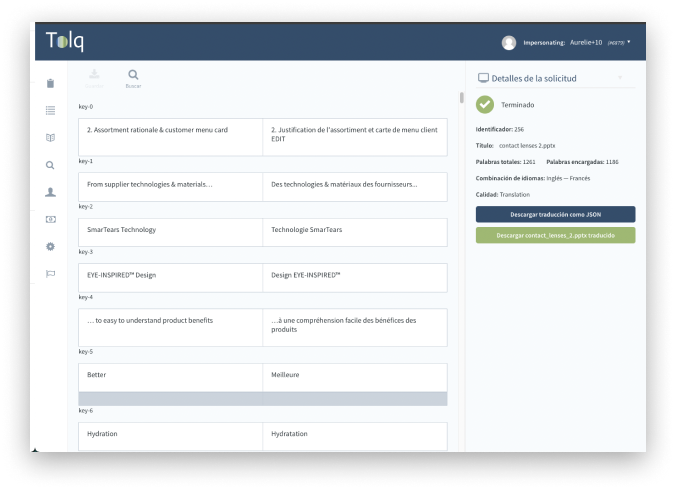 Tolq
Impersonating: Aurelie+10 (#6879)
Buscar
Detalles de la solicitud
key-0
Terminado
2. Assortment rationale & customer menu card
2. Justification de l'assortiment et carte de menu client
EDIT
Identificador: 256
Título: contact lenses 2.pptx
key-1
Palabras totales: 1261 Palabras encargadas: 1186
From supplier technologies & materials…
Des technologies & matériaux des fournisseurs...
Combinación de idiomas: Inglés — Francés
Calidad: Translation
key-2
Descargar traducción como JSON
SmarTears Technology
Technologie SmarTears
Descargar contact_lenses_2.pptx traducido
key-3
EYE-INSPIRED™ Design
Design EYE-INSPIRED™
key-4
… to easy to understand product benefits
…à une compréhension facile des bénéfices des
produits
key-5
Better
Meilleure
key-6
Hydration
Hydratation